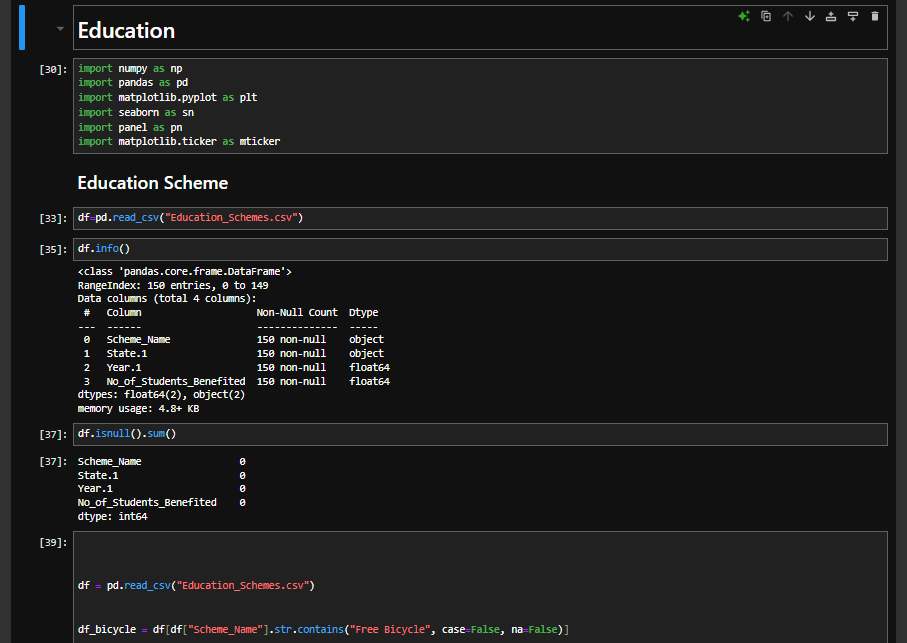 Education
[30]:
import numpy as np
import pandas as pd
import matplotlib.pyplot as plt
import seaborn as sn
import panel as pn
import matplotlib.ticker as mticker
Education Scheme
[33]:
df=pd.read_csv("Education_Schemes.csv")
[35]:
df.info()
<class 'pandas.core.frame.DataFrame'>
RangeIndex: 150 entries, 0 to 149
Data columns (total 4 columns):
 #   Column                  Non-Null Count  Dtype
---  ------                  --------------  -----
 0   Scheme_Name             150 non-null    object
 1   State.1                 150 non-null    object
 2   Year.1                  150 non-null    float64
 3   No_of_Students_Benefited  150 non-null    float64
dtypes: float64(2), object(2)
memory usage: 4.8+ KB
[37]:
df.isnull().sum()
[37]:
Scheme_Name                 0
State.1                     0
Year.1                      0
No_of_Students_Benefited    0
dtype: int64
[39]:
df = pd.read_csv("Education_Schemes.csv")
df_bicycle = df[df["Scheme_Name"].str.contains("Free Bicycle", case=False, na=False)]